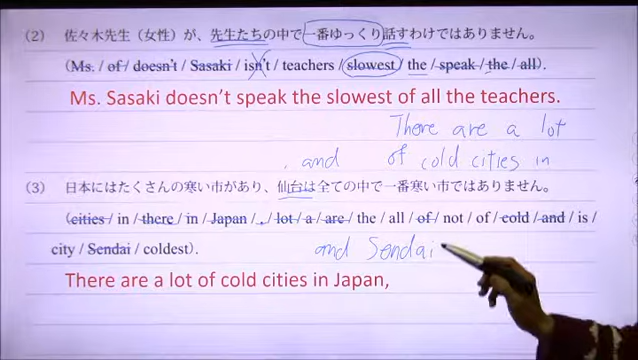 (2) 佐々木先生（女性）が、先生たちの中で一番ゆっくり話すわけではありません。
(Ms. / of / doesn't / Sasaki / isn't / teachers / slowest / the / speak / the / all).
Ms. Sasaki doesn't speak the slowest of all the teachers.
There are a lot
, and of cold cities in
(3) 日本にはたくさんの寒い市があり、仙台は全ての中で一番寒い市ではありません。
(cities / in / there / in / Japan / , / lot / a / are / the / all / of / not / of / cold / and / is /
city / Sendai / coldest).
and Sendai
There are a lot of cold cities in Japan,